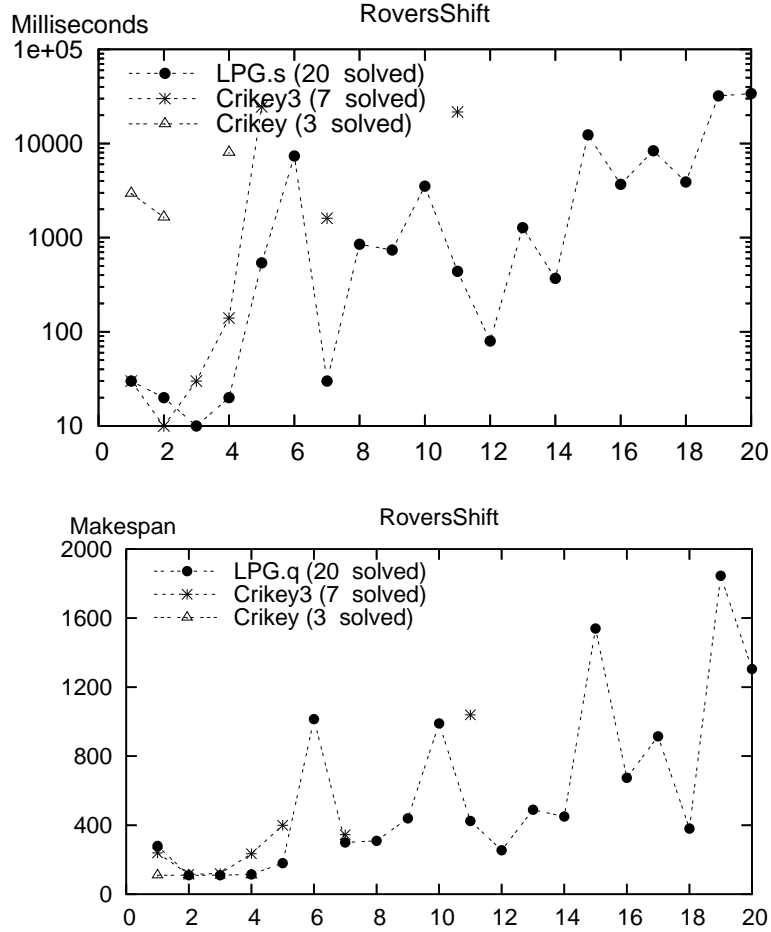 RoversShift
Milliseconds
1e+05
10000
1000
100
10
LPG.s (20 solved)
Crikey3 (7 solved)
Crikey (3 solved)
0 2 4 6 8 10 12 14 16 18 20
RoversShift
Makespan
2000
1600
1200
800
400
0
LPG.q (20 solved)
Crikey3 (7 solved)
Crikey (3 solved)
0 2 4 6 8 10 12 14 16 18 20